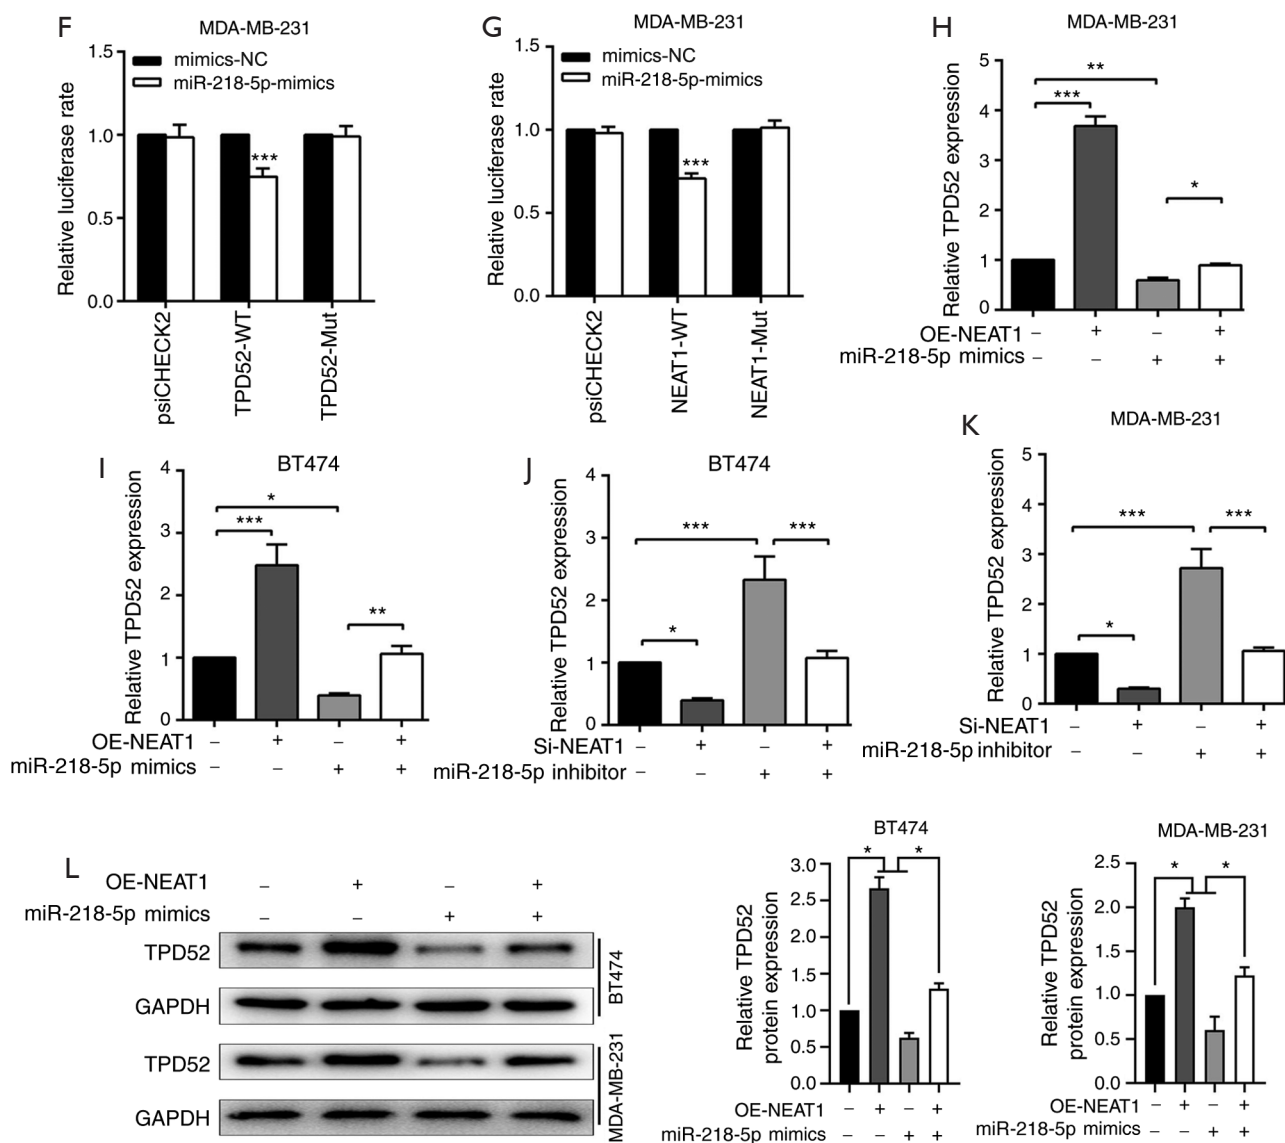 F
MDA-MB-231
mimics-NC
miR-218-5p-mimics
Relative luciferase rate
1.5
1.0
0.5
0.0
***
psiCHECK2
TPD52-WT
TPD52-Mut
G
MDA-MB-231
mimics-NC
miR-218-5p-mimics
Relative luciferase rate
1.5
1.0
0.5
0.0
***
psiCHECK2
NEAT1-WT
NEAT1-Mut
H
MDA-MB-231
Relative TPD52 expression
5
4
3
2
1
0
**
***
*
OE-NEAT1 – + – +
miR-218-5p mimics – – + +
I
BT474
Relative TPD52 expression
4
3
2
1
0
*
***
**
OE-NEAT1 – + – +
miR-218-5p mimics – – + +
J
BT474
Relative TPD52 expression
4
3
2
1
0
*** ***
*
Si-NEAT1 – + – +
miR-218-5p inhibitor – – + +
K
MDA-MB-231
Relative TPD52 expression
5
4
3
2
1
0
*** ***
*
Si-NEAT1 – + – +
miR-218-5p inhibitor – – + +
L
OE-NEAT1 – + – +
miR-218-5p mimics – – + +
TPD52
GAPDH
BT474
TPD52
GAPDH
MDA-MB-231
BT474
Relative TPD52
protein expression
3.0
2.5
2.0
1.5
1.0
0.5
0.0
* *
OE-NEAT1 – + – +
miR-218-5p mimics – – + +
MDA-MB-231
Relative TPD52
protein expression
2.5
2.0
1.5
1.0
0.5
0.0
* *
OE-NEAT1 – + – +
miR-218-5p mimics – – + +